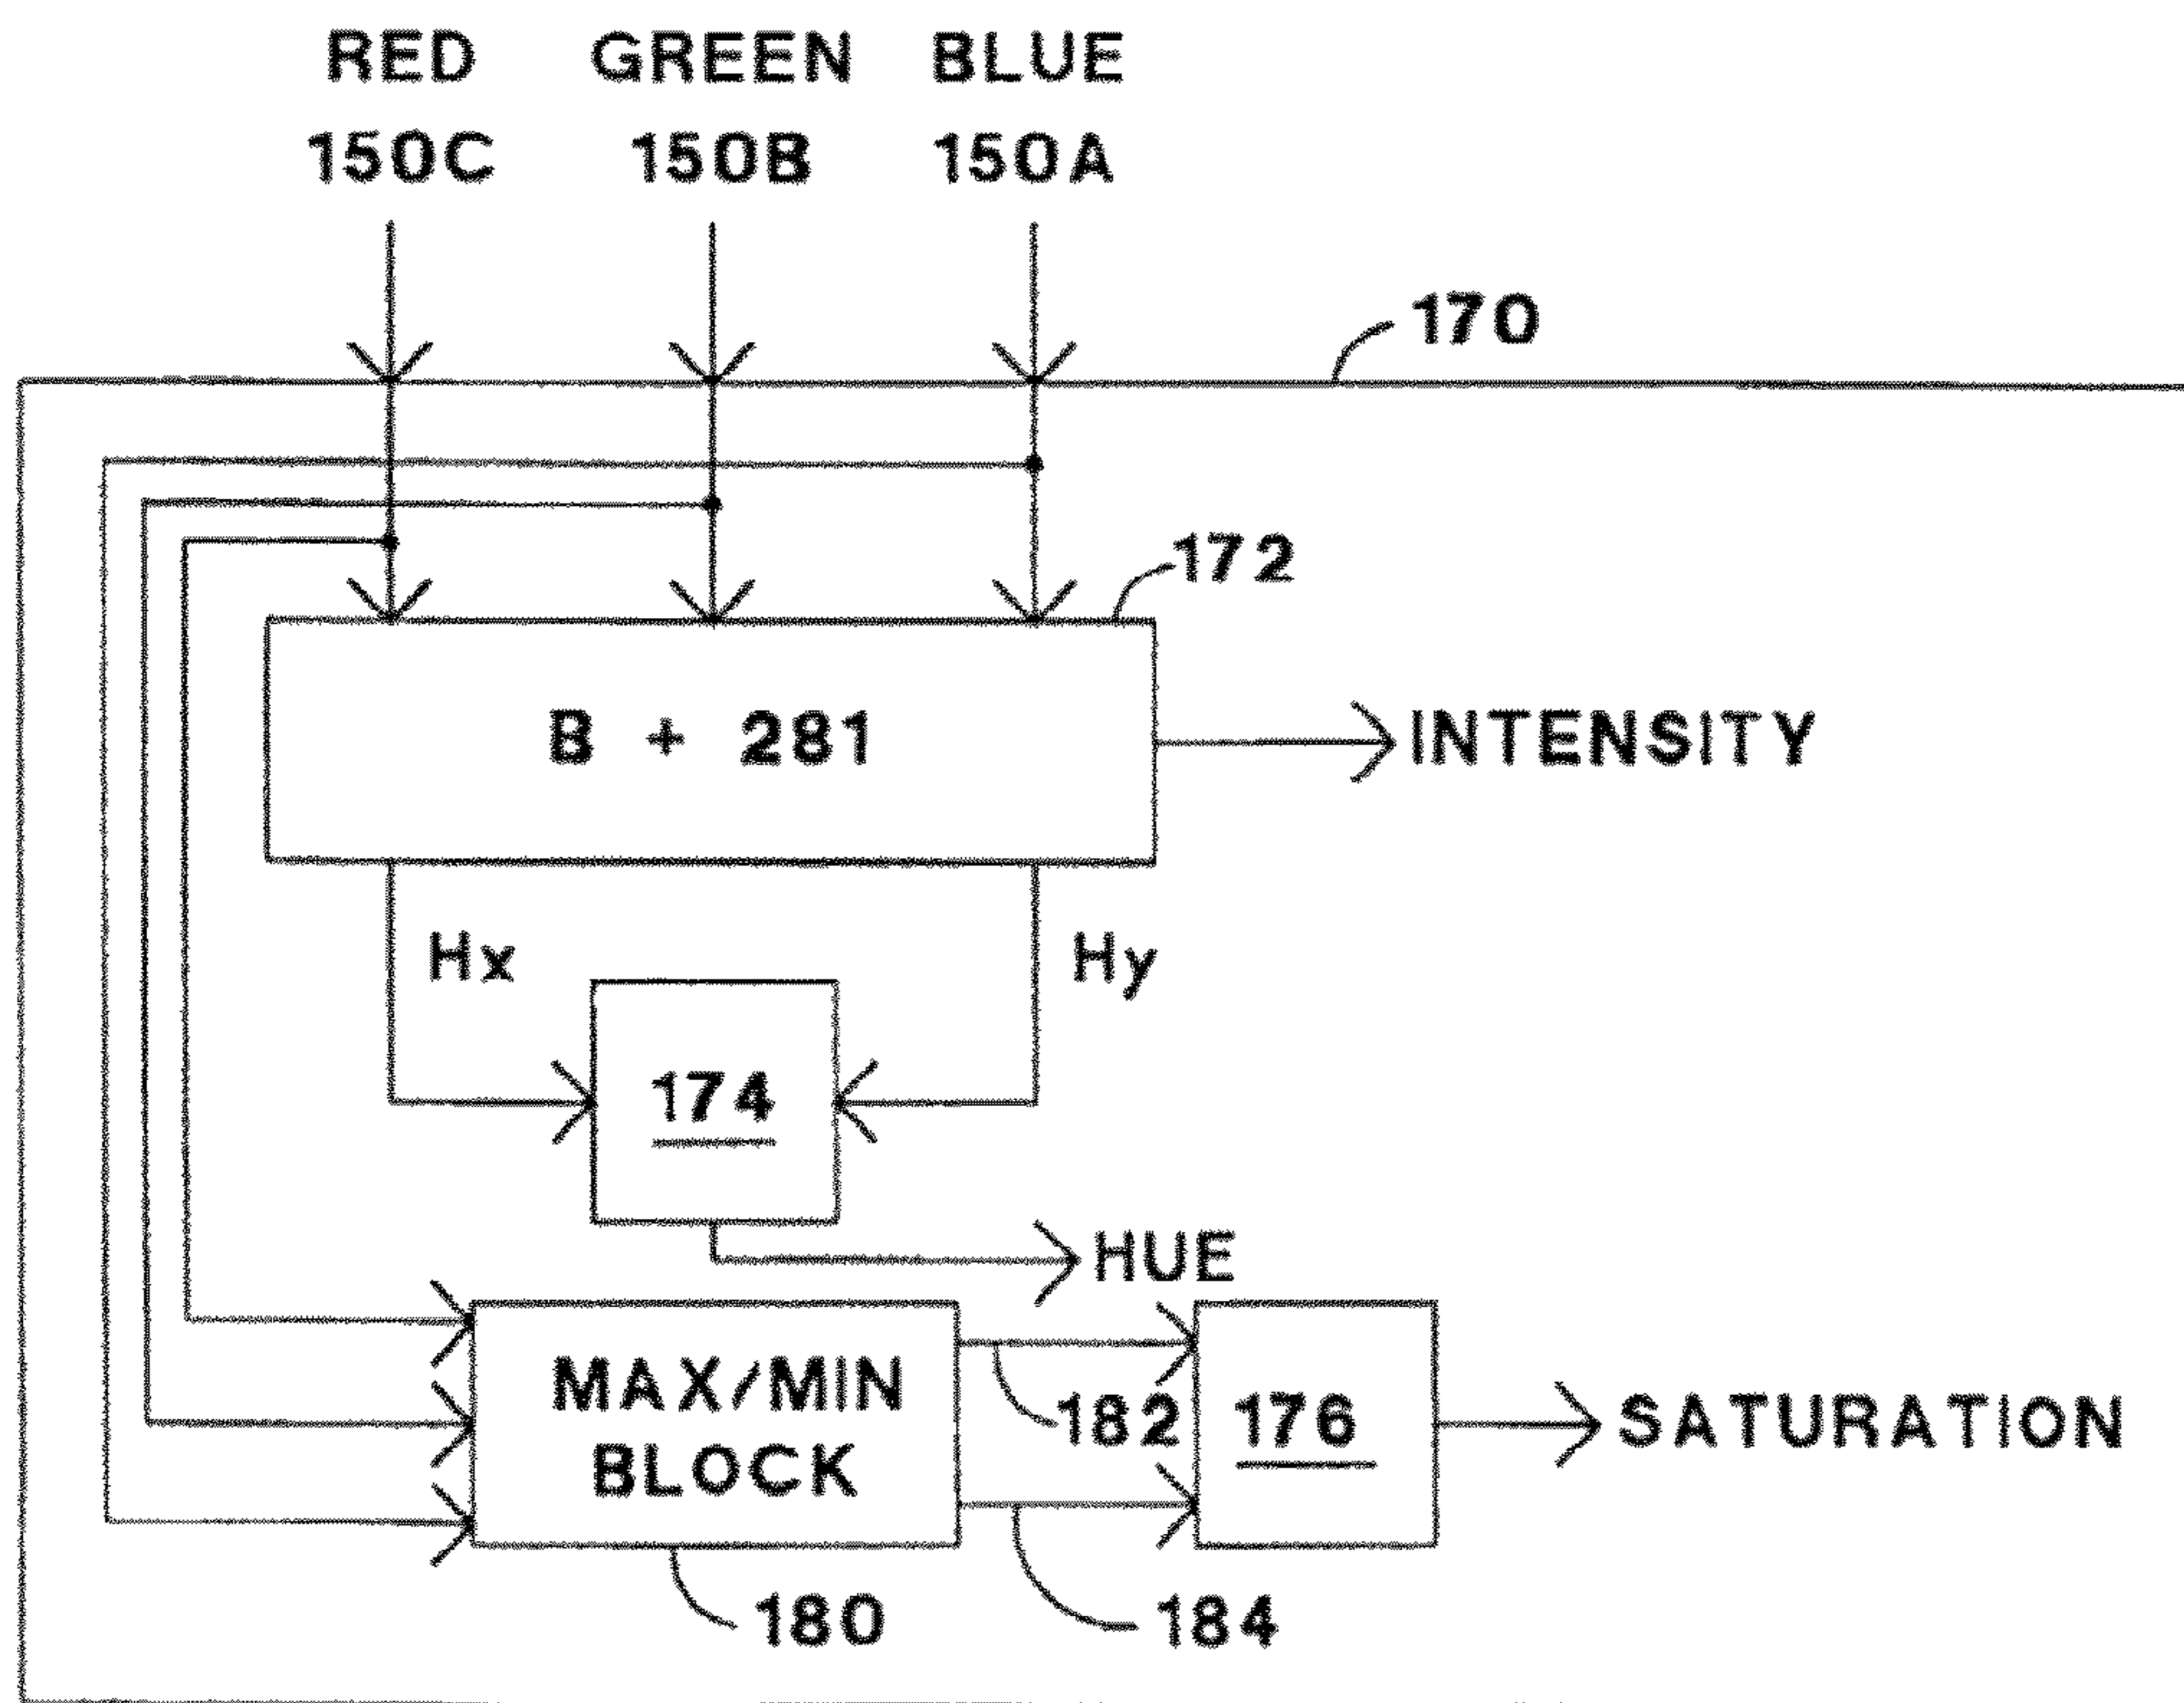 RED GREEN BLUE
150C 150B 150A
170
172
B + 281
INTENSITY
Hx
Hy
174
HUE
MAX/MIN
BLOCK
182
176
SATURATION
180
184